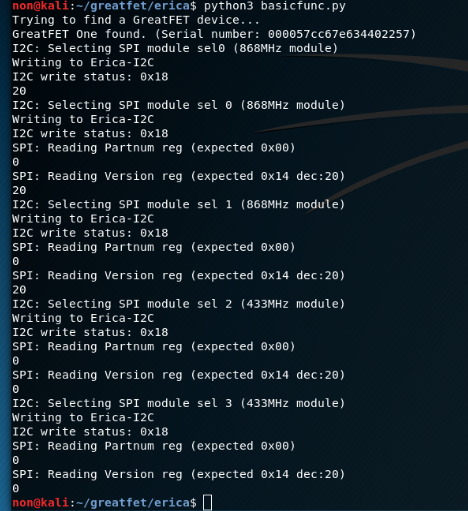 non@kali:~/greatfet/erica$ python3 basicfunc.py
Trying to find a GreatFET device...
GreatFET One found. (Serial number: 000057cc67e634402257)
I2C: Selecting SPI module sel0 (868MHz module)
Writing to Erica-I2C
I2C write status: 0x18
20
I2C: Selecting SPI module sel 0 (868MHz module)
Writing to Erica-I2C
I2C write status: 0x18
SPI: Reading Partnum reg (expected 0x00)
0
SPI: Reading Version reg (expected 0x14 dec:20)
20
I2C: Selecting SPI module sel 1 (868MHz module)
Writing to Erica-I2C
I2C write status: 0x18
SPI: Reading Partnum reg (expected 0x00)
0
SPI: Reading Version reg (expected 0x14 dec:20)
20
I2C: Selecting SPI module sel 2 (433MHz module)
Writing to Erica-I2C
I2C write status: 0x18
SPI: Reading Partnum reg (expected 0x00)
0
SPI: Reading Version reg (expected 0x14 dec:20)
0
I2C: Selecting SPI module sel 3 (433MHz module)
Writing to Erica-I2C
I2C write status: 0x18
SPI: Reading Partnum reg (expected 0x00)
0
SPI: Reading Version reg (expected 0x14 dec:20)
0
non@kali:~/greatfet/erica$